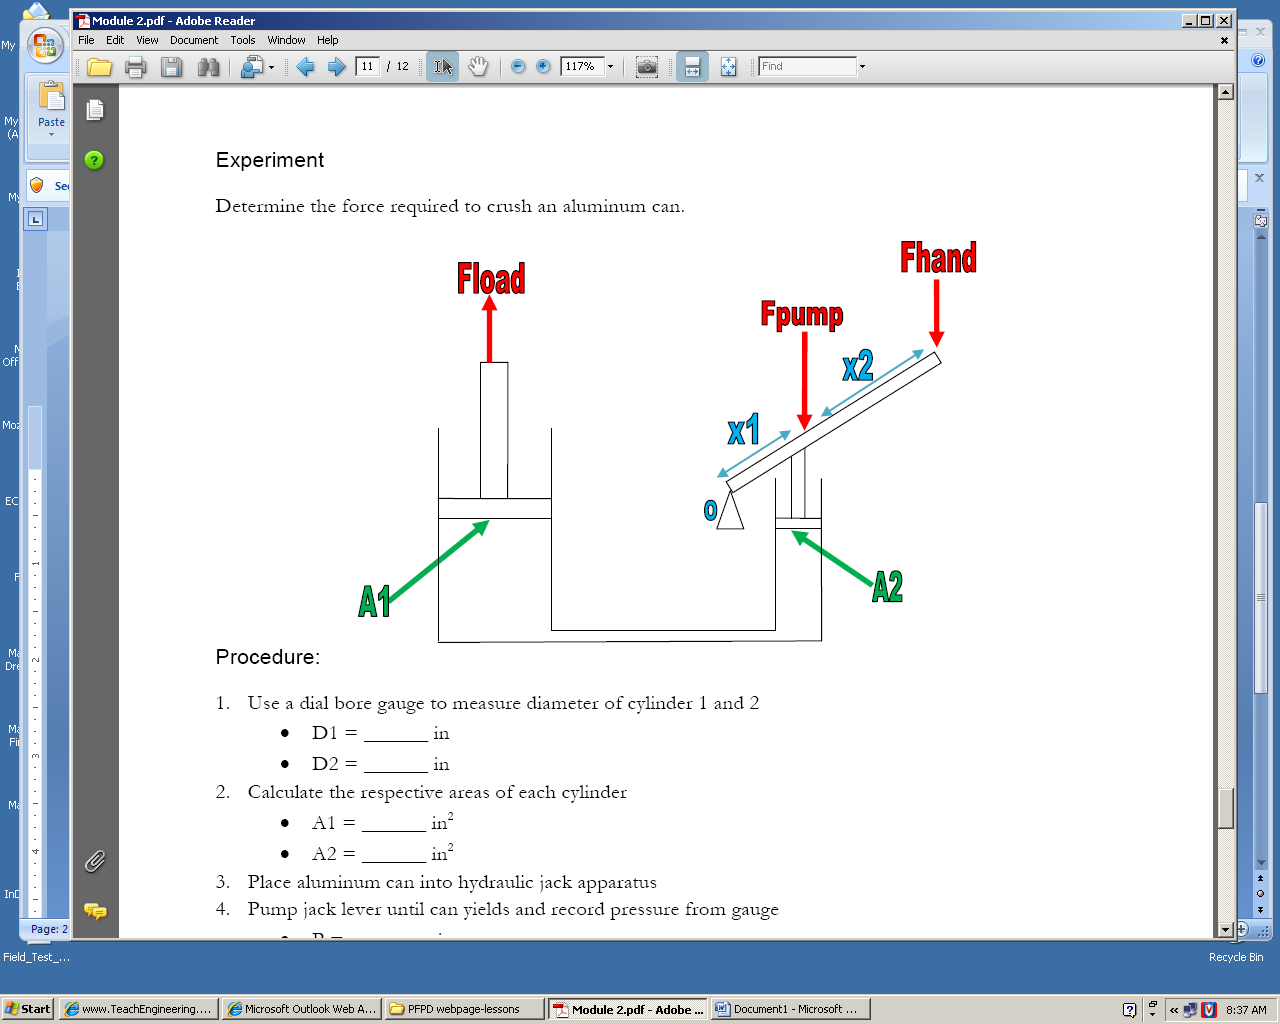 Module 2.pdf - Adobe Reader
File Edit View Document Tools Window Help
11 / 12 117% Find
Paste
Experiment
Determine the force required to crush an aluminum can.
Fload
Fhand
Fpump
x2
x1
o
A1
A2
Procedure:
1. Use a dial bore gauge to measure diameter of cylinder 1 and 2
• D1 = ______ in
• D2 = ______ in
2. Calculate the respective areas of each cylinder
• A1 = ______ in²
• A2 = ______ in²
3. Place aluminum can into hydraulic jack apparatus
4. Pump jack lever until can yields and record pressure from gauge
Page: 2
Field_Test_...
Recycle Bin
Start www.TeachEngineering.... Microsoft Outlook Web A... PFPD webpage-lessons Module 2.pdf - Adobe ... Document1 - Microsoft ... 8:37 AM